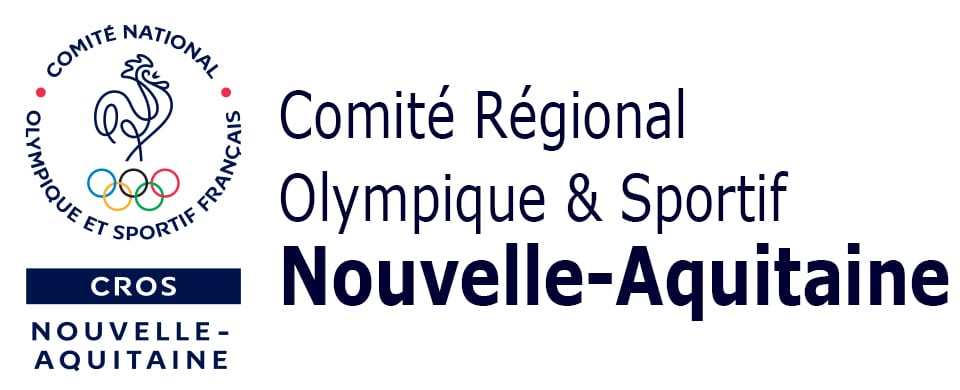 COMITÉ NATIONAL
OLYMPIQUE ET SPORTIF FRANÇAIS
CROS
NOUVELLE-
AQUITAINE
Comité Régional
Olympique & Sportif
Nouvelle-Aquitaine